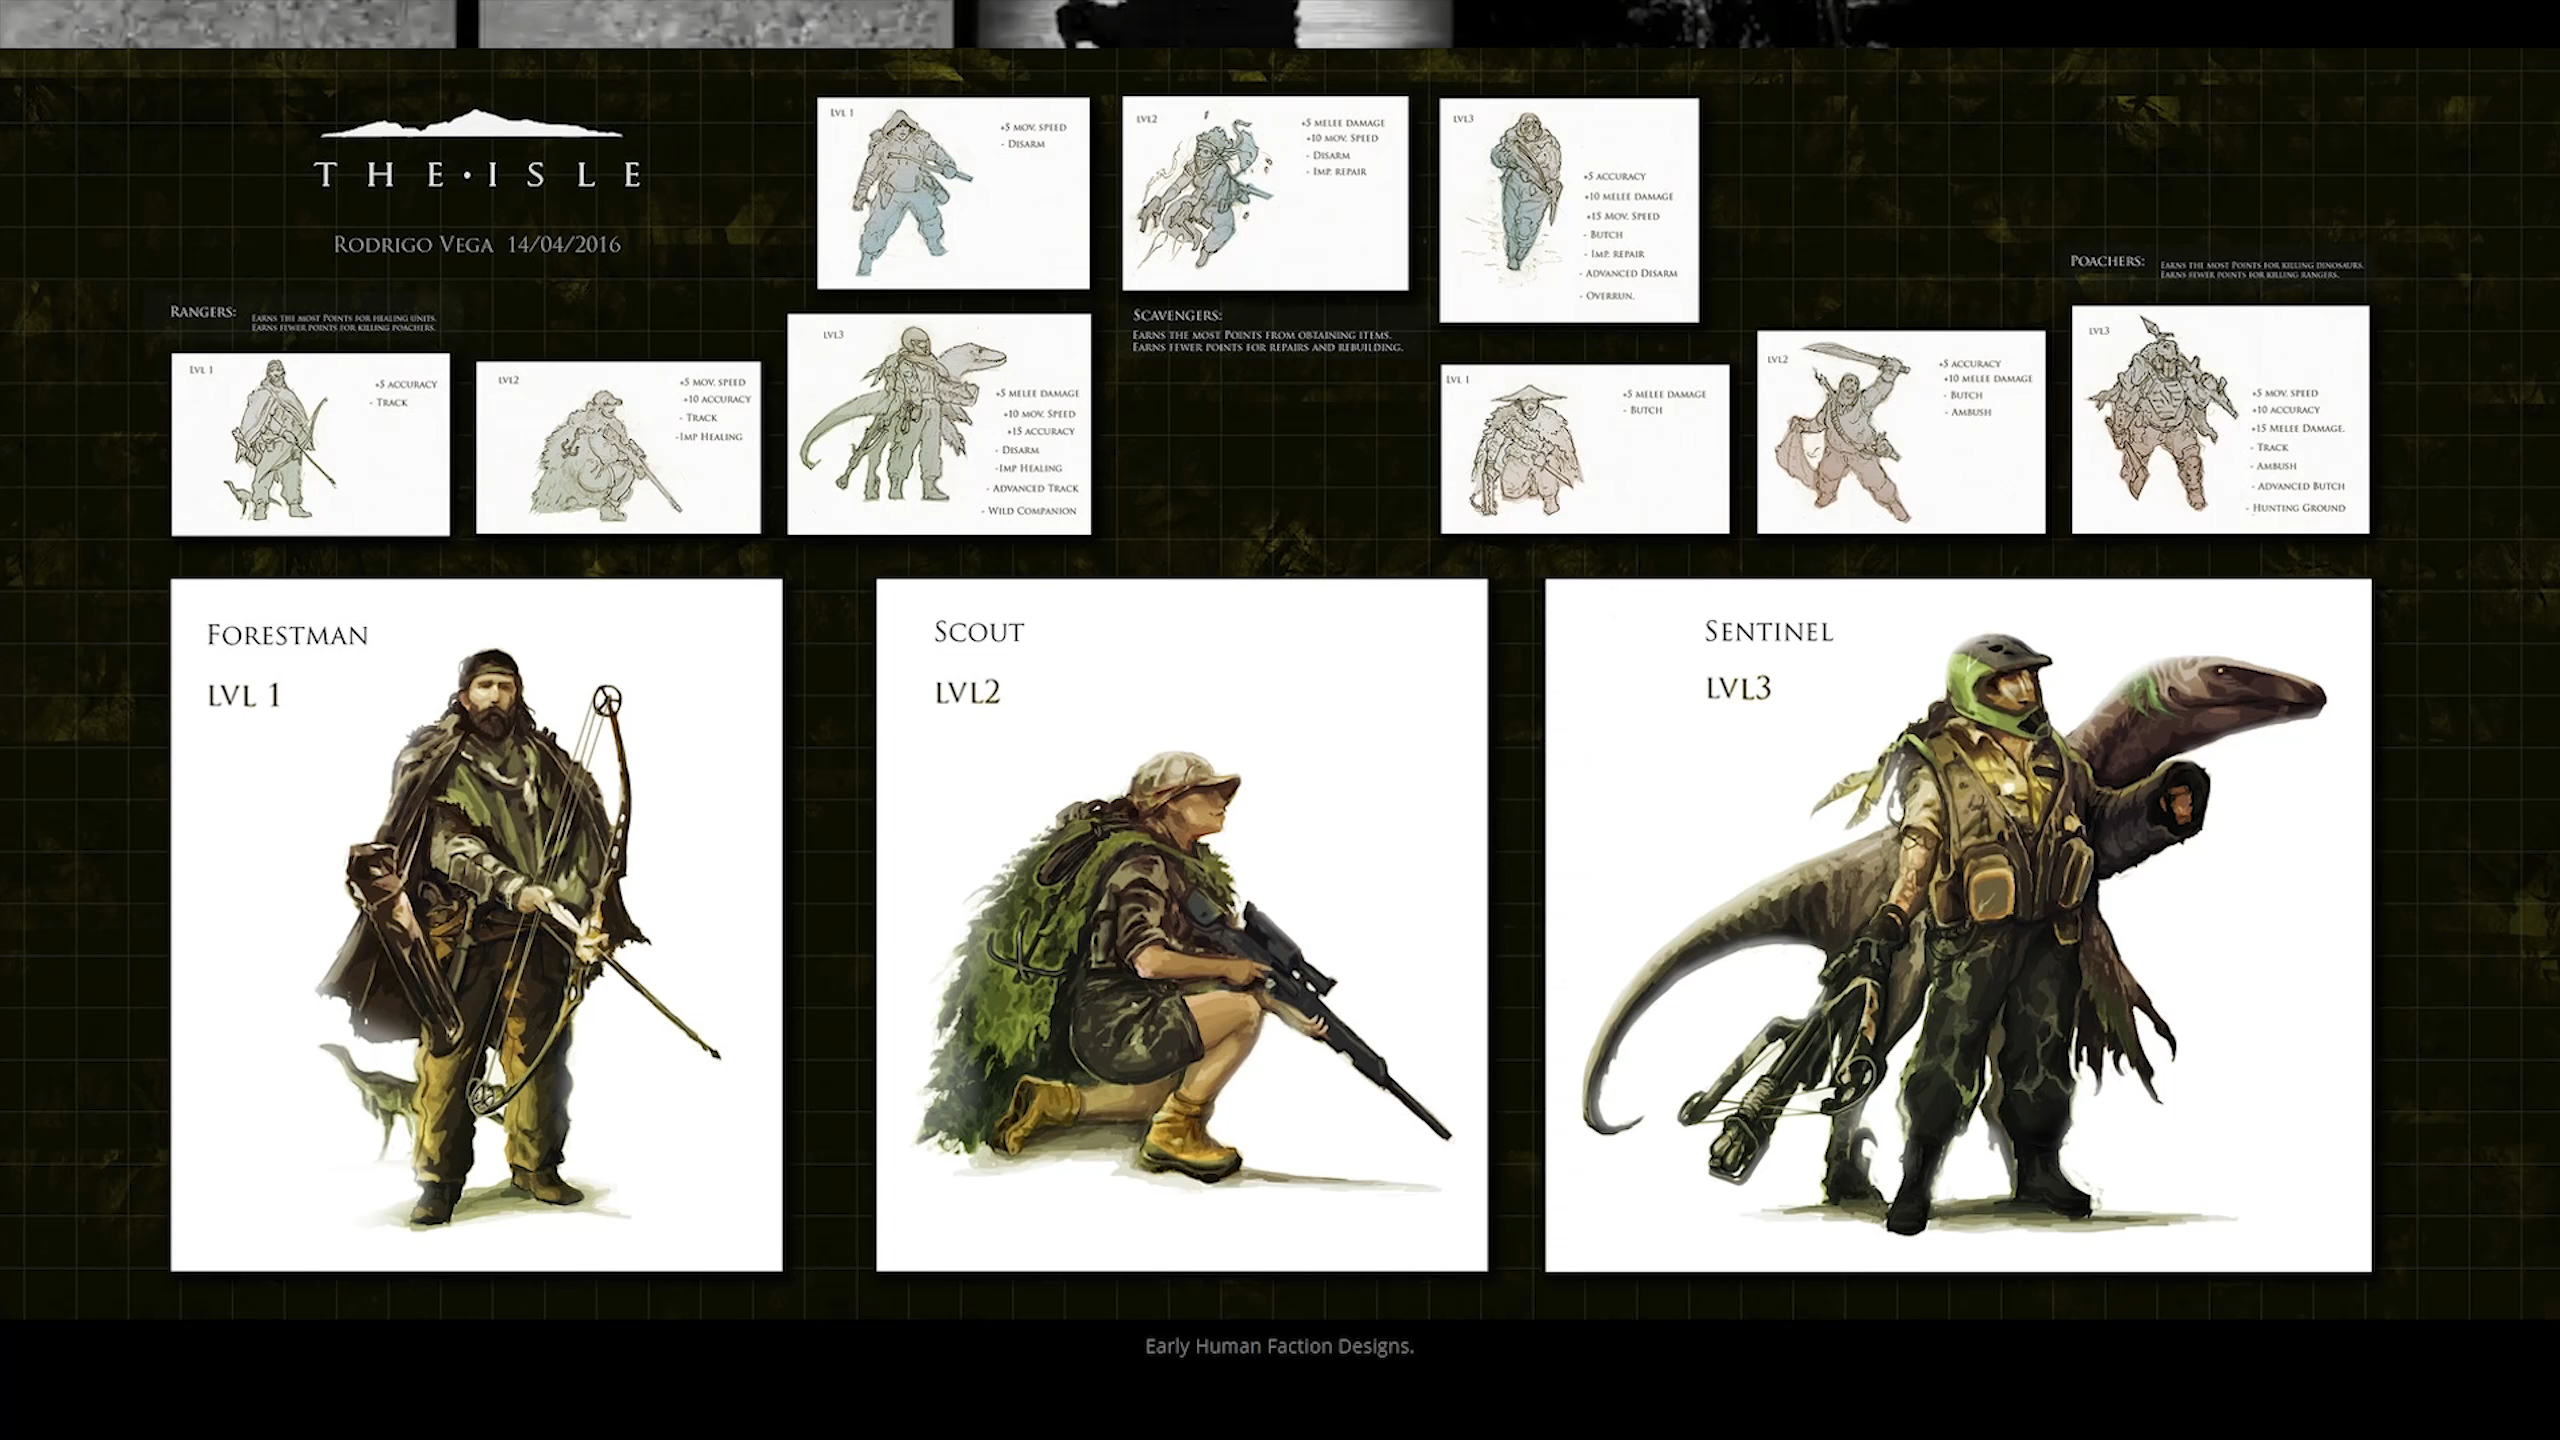 THE·ISLE
RODRIGO VEGA 14/04/2016
LVL 1
+5 MOV. SPEED
- DISARM
LVL2
+5 MELEE DAMAGE
+10 MOV. SPEED
- DISARM
- IMP. REPAIR
LVL3
+5 ACCURACY
+10 MELEE DAMAGE
+15 MOV. SPEED
- BUTCH
- IMP. REPAIR
- ADVANCED DISARM
- OVERRUN.
SCAVENGERS:
EARNS THE MOST POINTS FROM OBTAINING ITEMS.
EARNS FEWER POINTS FOR REPAIRS AND REBUILDING.
RANGERS:
EARNS THE MOST POINTS FOR HEALING UNITS.
EARNS FEWER POINTS FOR KILLING POACHERS.
LVL 1
+5 ACCURACY
- TRACK
LVL2
+5 MOV. SPEED
+10 ACCURACY
- TRACK
-IMP HEALING
LVL3
+5 MELEE DAMAGE
+10 MOV. SPEED
+15 ACCURACY
- DISARM
-IMP HEALING
- ADVANCED TRACK
- WILD COMPANION
POACHERS:
EARNS THE MOST POINTS FOR KILLING DINOSAURS.
EARNS FEWER POINTS FOR KILLING RANGERS.
LVL 1
+5 MELEE DAMAGE
- BUTCH
LVL2
+5 ACCURACY
+10 MELEE DAMAGE
- BUTCH
- AMBUSH
LVL3
+5 MOV. SPEED
+10 ACCURACY
+15 MELEE DAMAGE.
- TRACK
- AMBUSH
- ADVANCED BUTCH
- HUNTING GROUND
FORESTMAN
LVL 1
SCOUT
LVL2
SENTINEL
LVL3
Early Human Faction Designs.